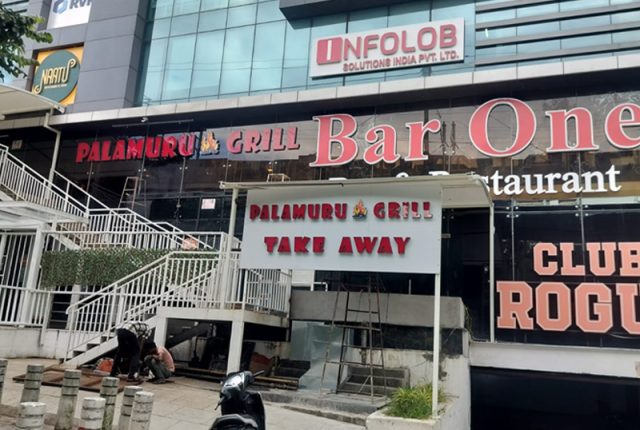 NAATU
INFOLOB
SOLUTIONS INDIA PVT. LTD.
PALAMURU GRILL
Bar One
Restaurant
PALAMURU GRILL
TAKE AWAY
CLUB
ROGU